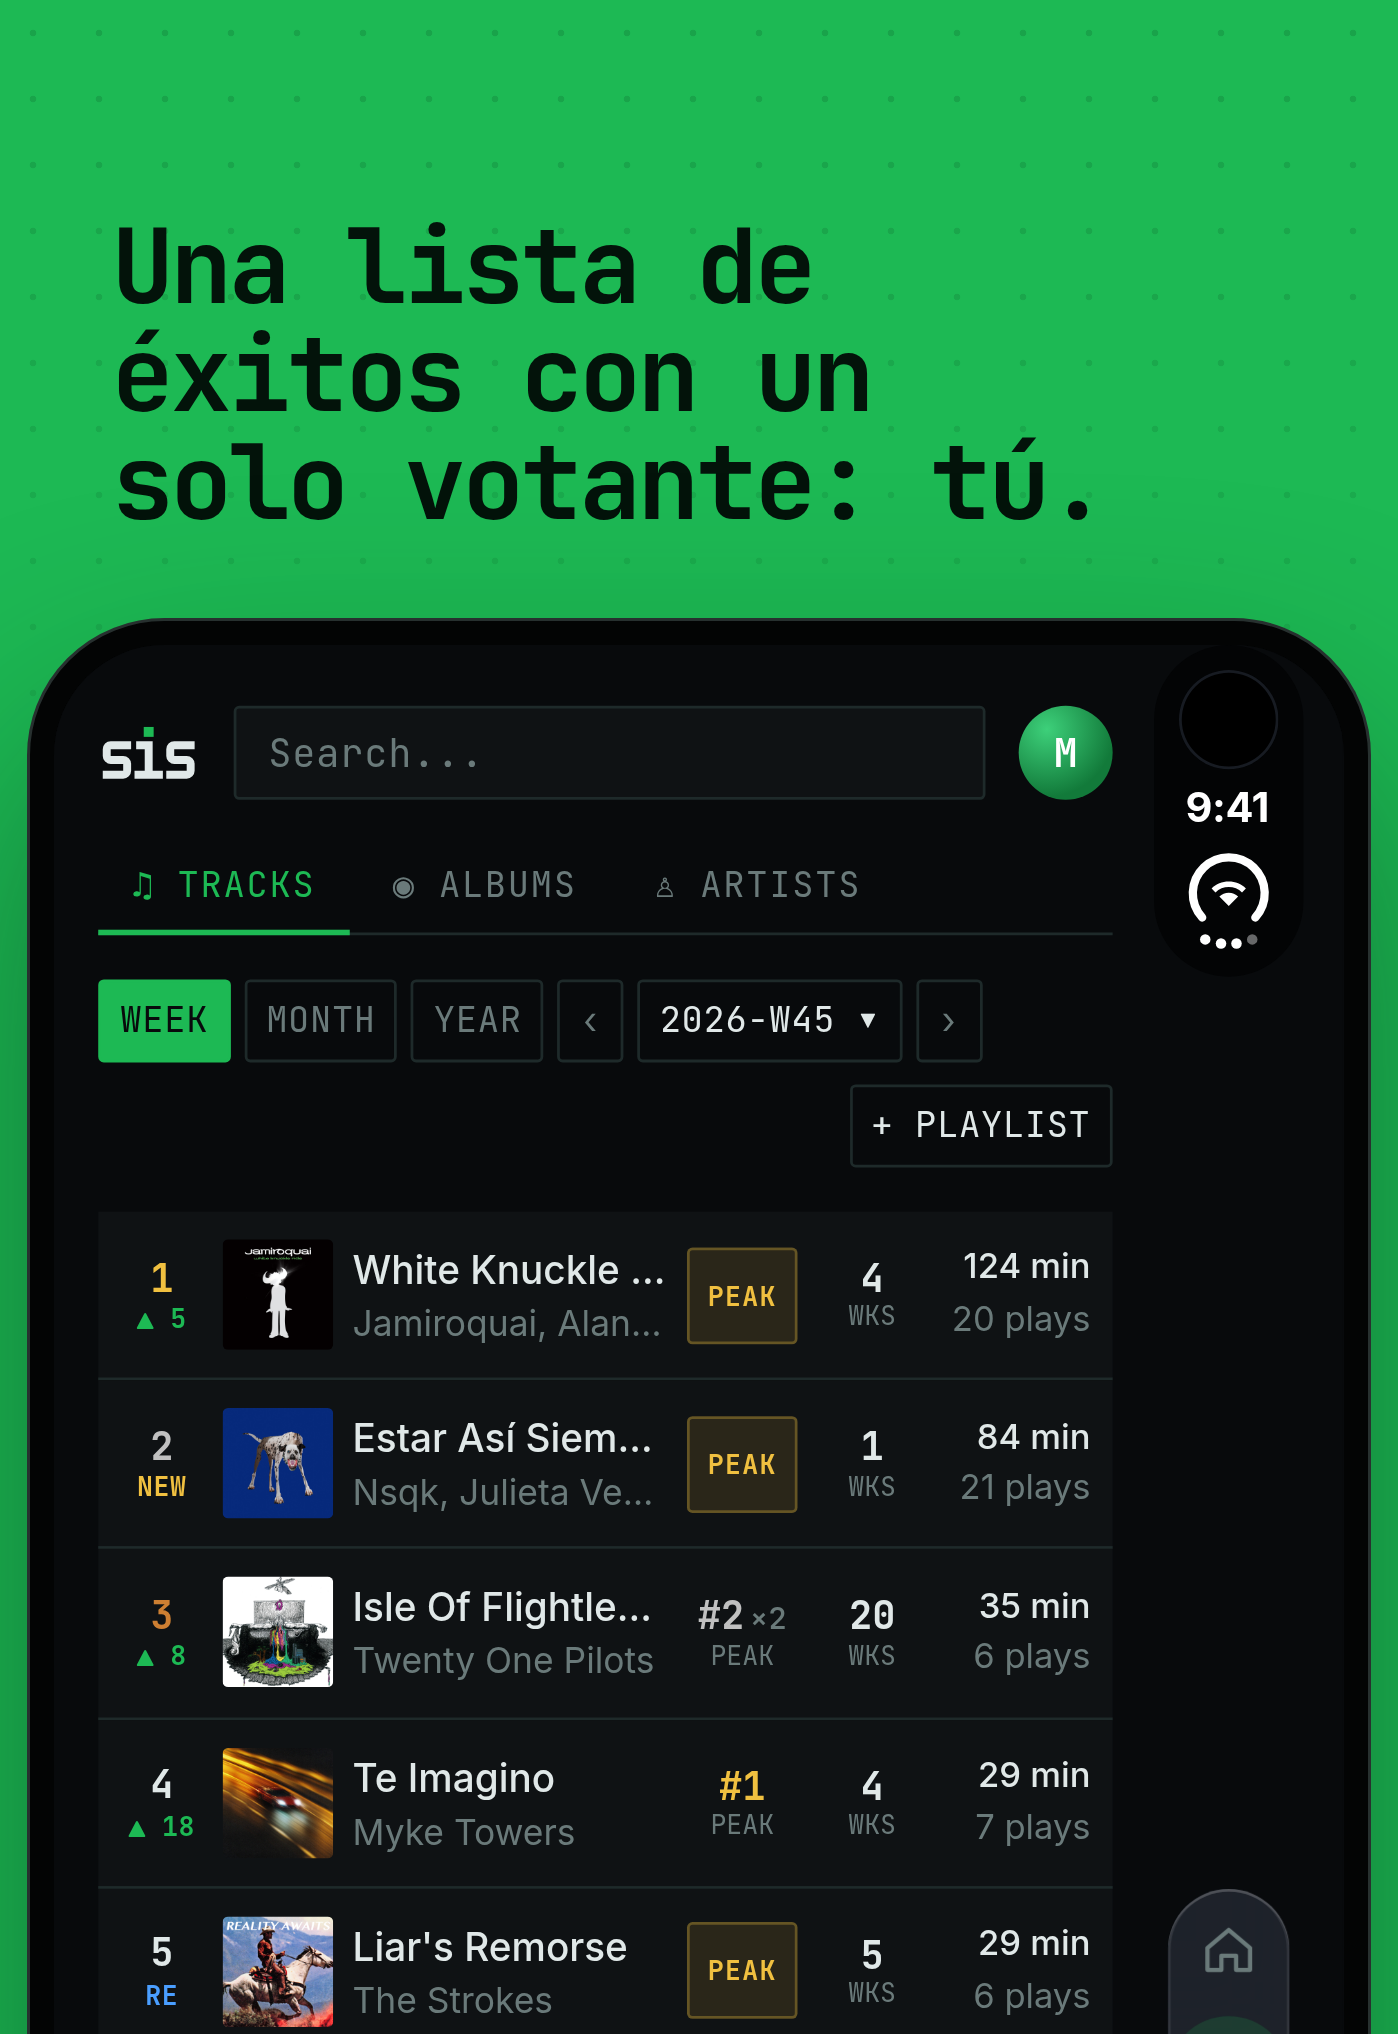 Una lista de
éxitos con un
solo votante: tú.
sis
Search...
M
9:41
♫ TRACKS
◉ ALBUMS
♙ ARTISTS
WEEK
MONTH
YEAR
‹
2026-W45 ▼
›
+ PLAYLIST
1
▲ 5
Jamiroquai
White Knuckle ...
Jamiroquai, Alan...
PEAK
4
WKS
124 min
20 plays
2
NEW
Estar Así Siem...
Nsqk, Julieta Ve...
PEAK
1
WKS
84 min
21 plays
3
▲ 8
Isle Of Flightle...
Twenty One Pilots
#2 ×2
PEAK
20
WKS
35 min
6 plays
4
▲ 18
Te Imagino
Myke Towers
#1
PEAK
4
WKS
29 min
7 plays
5
RE
REALITY AWAITS
Liar's Remorse
The Strokes
PEAK
5
WKS
29 min
6 plays